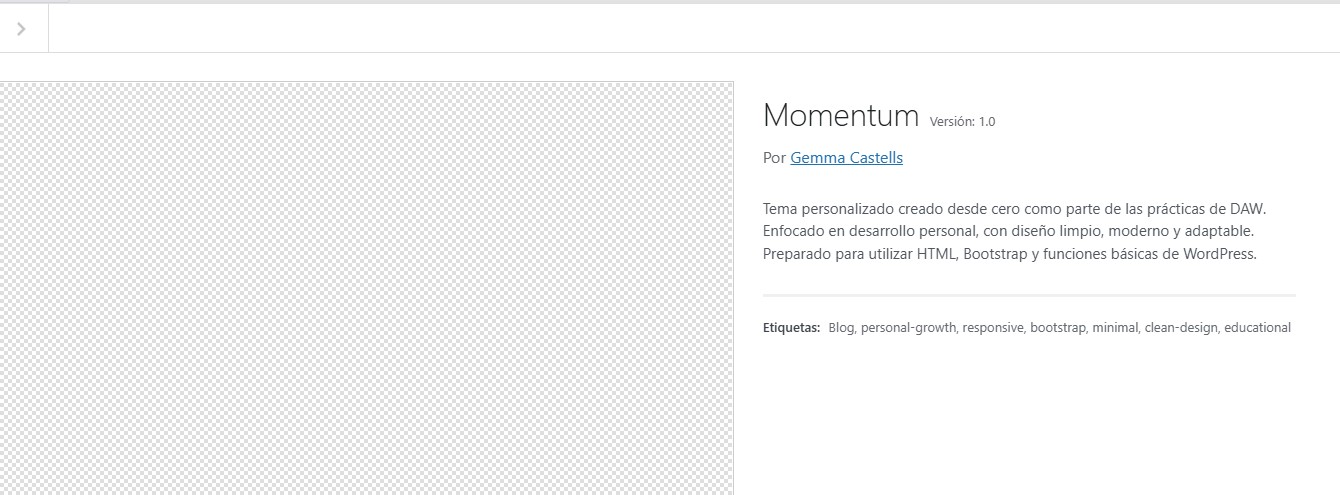 Momentum Versión: 1.0
Por Gemma Castells
Tema personalizado creado desde cero como parte de las prácticas de DAW.
Enfocado en desarrollo personal, con diseño limpio, moderno y adaptable.
Preparado para utilizar HTML, Bootstrap y funciones básicas de WordPress.
Etiquetas: Blog, personal-growth, responsive, bootstrap, minimal, clean-design, educational